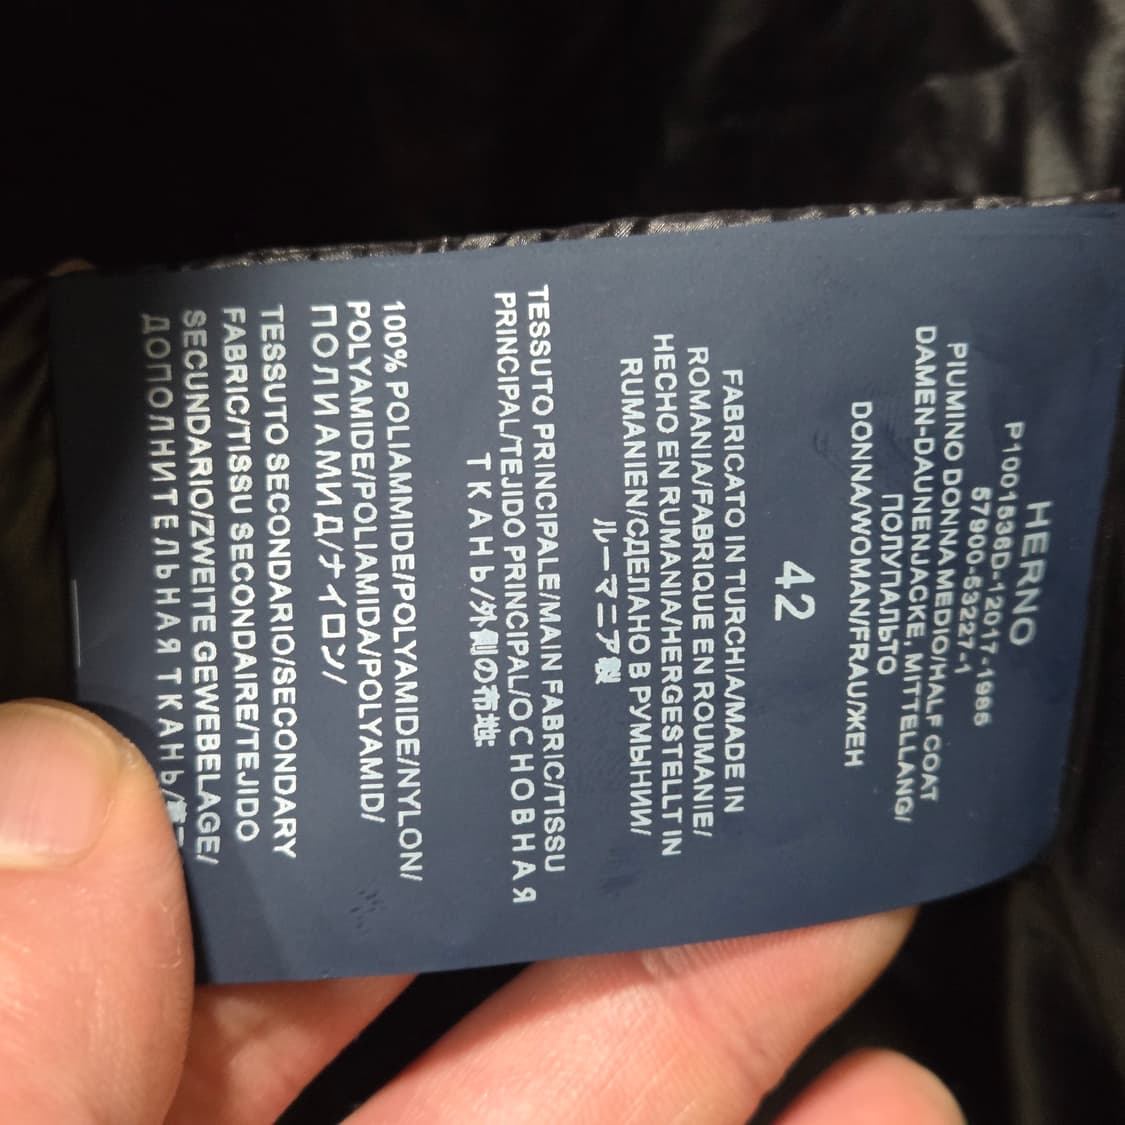 HERNO
P1001536D-12017-1985
57900-53227-1
PIUMINO DONNA MEDIO/HALF COAT
DAMEN-DAUNENJACKE, MITTELLANG/
ПОЛУПАЛЬТО
DONNA/WOMAN/FRAU/ЖЕН
42
FABRICATO IN TURCHIA/MADE IN
ROMANIA/FABRIQUE EN ROUMANIE/
HECHO EN RUMANIA/HERGESTELLT IN
RUMANIEN/СДЕЛАНО В РУМЫНИИ/
ルーマニア製
TESSUTO PRINCIPALE/MAIN FABRIC/TISSU
PRINCIPAL/TEJIDO PRINCIPAL/ОСНОВНАЯ
ТКАНЬ/外側の布地:
100% POLIAMMIDE/POLYAMIDE/NYLON/
POLYAMIDE/POLIAMIDA/POLYAMID/
ПОЛИАМИД/ナイロン/
TESSUTO SECONDARIO/SECONDARY
FABRIC/TISSU SECONDAIRE/TEJIDO
SECUNDARIO/ZWEITE GEWEBELAGE/
ДОПОЛНИТЕЛЬНАЯ ТКАНЬ/